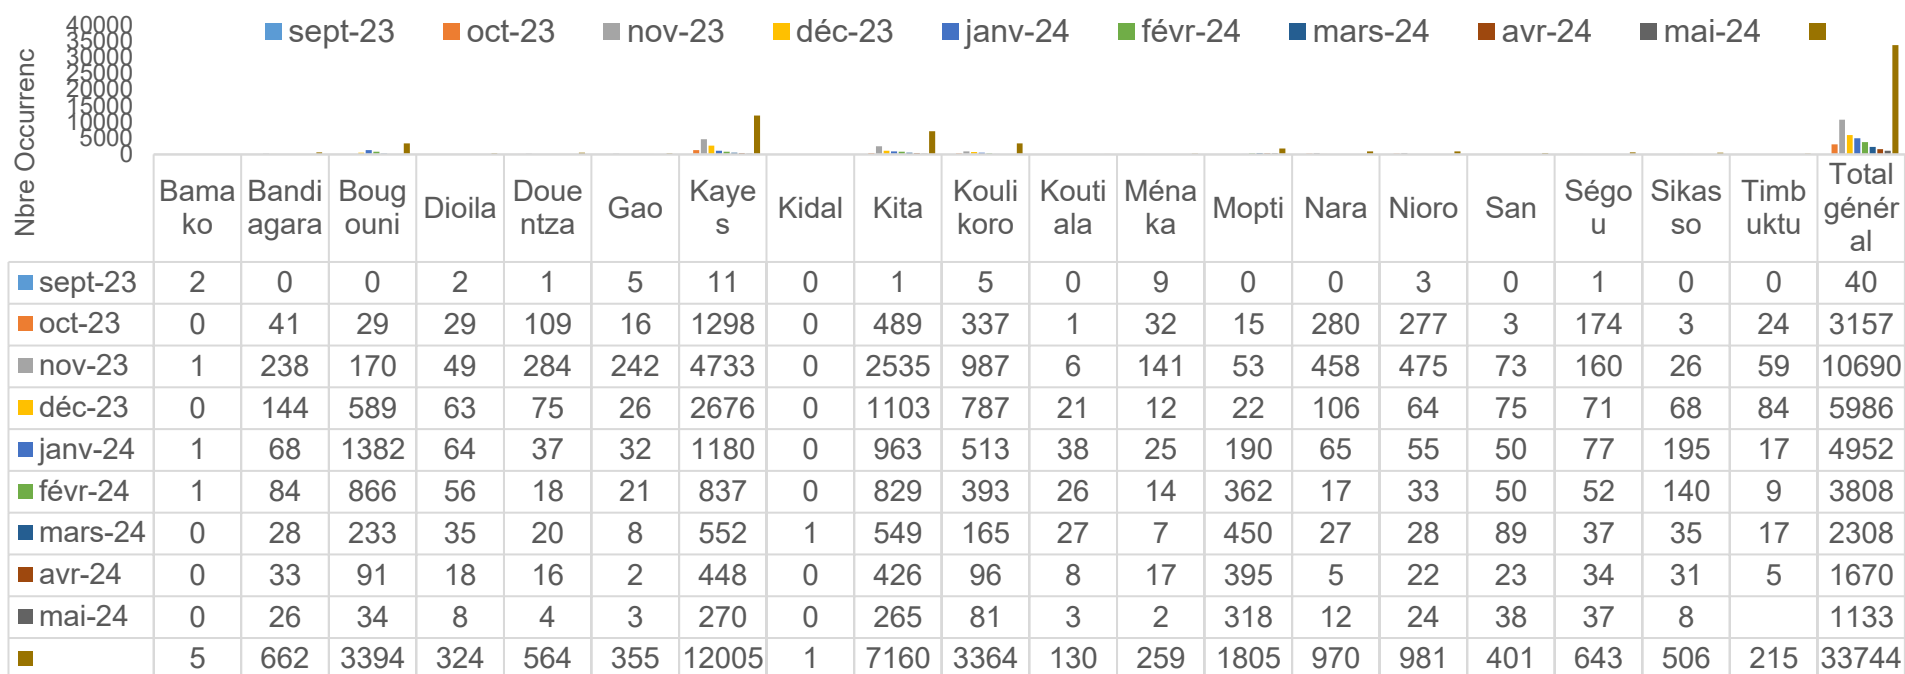 Nbre Occurrenc
40000
35000
30000
25000
20000
15000
10000
5000
0
sept-23 oct-23 nov-23 déc-23 janv-24 févr-24 mars-24 avr-24 mai-24
Bama
ko
Bandi
agara
Boug
ouni
Dioila
Doue
ntza
Gao
Kaye
s
Kidal
Kita
Kouli
koro
Kouti
ala
Ména
ka
Mopti
Nara
Nioro
San
Ségo
u
Sikas
so
Timb
uktu
Total
génér
al
sept-23 2 0 0 2 1 5 11 0 1 5 0 9 0 0 3 0 1 0 0 40
oct-23 0 41 29 29 109 16 1298 0 489 337 1 32 15 280 277 3 174 3 24 3157
nov-23 1 238 170 49 284 242 4733 0 2535 987 6 141 53 458 475 73 160 26 59 10690
déc-23 0 144 589 63 75 26 2676 0 1103 787 21 12 22 106 64 75 71 68 84 5986
janv-24 1 68 1382 64 37 32 1180 0 963 513 38 25 190 65 55 50 77 195 17 4952
févr-24 1 84 866 56 18 21 837 0 829 393 26 14 362 17 33 50 52 140 9 3808
mars-24 0 28 233 35 20 8 552 1 549 165 27 7 450 27 28 89 37 35 17 2308
avr-24 0 33 91 18 16 2 448 0 426 96 8 17 395 5 22 23 34 31 5 1670
mai-24 0 26 34 8 4 3 270 0 265 81 3 2 318 12 24 38 37 8 1133
5 662 3394 324 564 355 12005 1 7160 3364 130 259 1805 970 981 401 643 506 215 33744